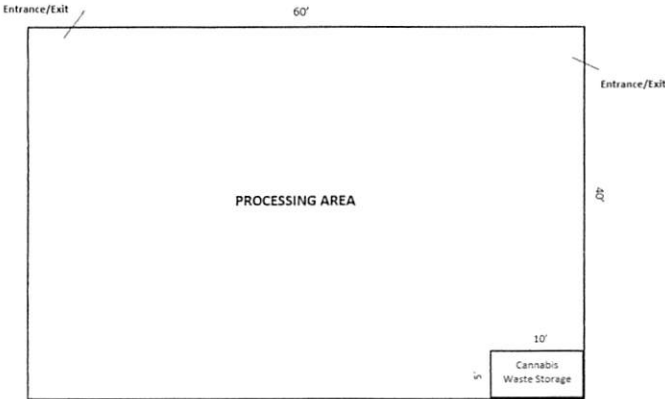 Entrance/Exit
60'
Entrance/Exit
PROCESSING AREA
40'
10'
5'
Cannabis
Waste Storage